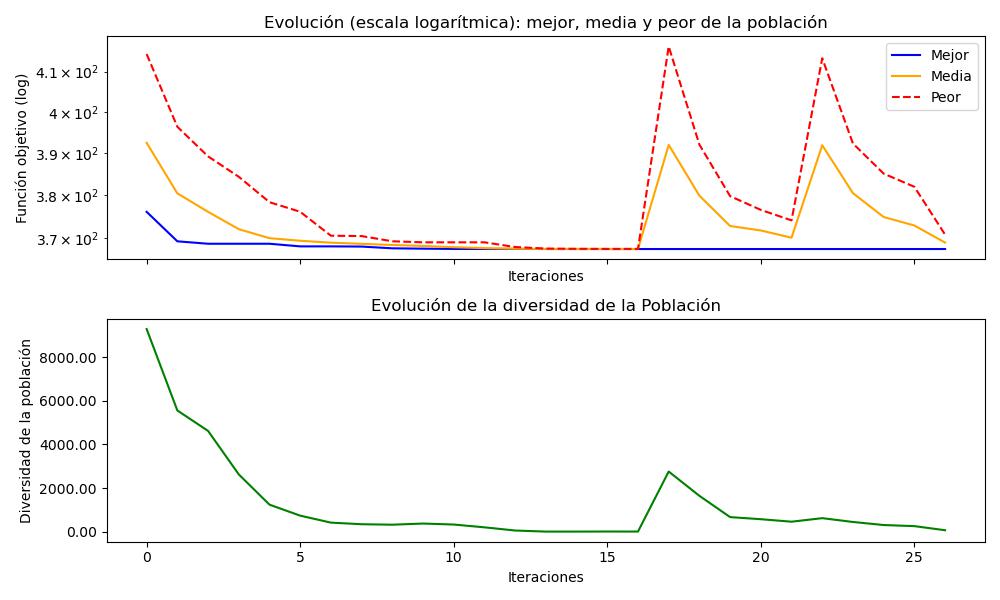 Evolución (escala logarítmica): mejor, media y peor de la población
Función objetivo (log)
4.1 × 10²
4 × 10²
3.9 × 10²
3.8 × 10²
3.7 × 10²
Mejor
Media
Peor
Iteraciones
Evolución de la diversidad de la Población
Diversidad de la población
8000.00
6000.00
4000.00
2000.00
0.00
0 5 10 15 20 25
Iteraciones